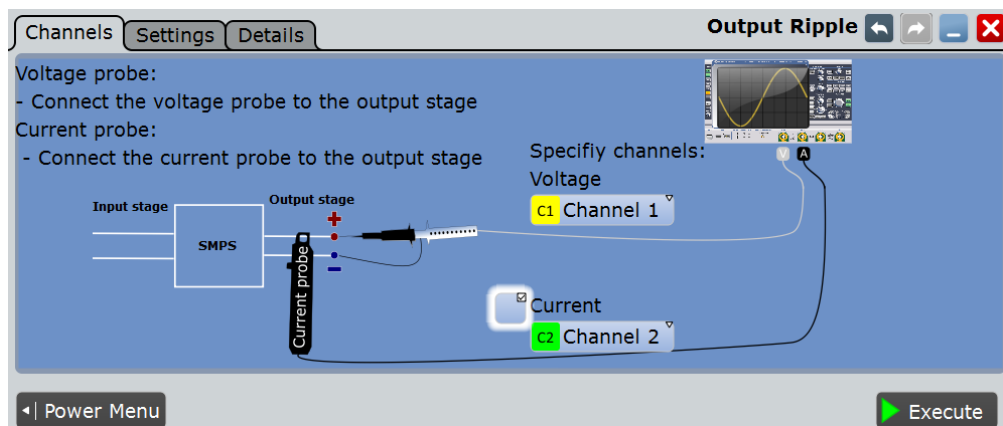 Channels Settings Details Output Ripple
Voltage probe:
- Connect the voltage probe to the output stage
Current probe:
- Connect the current probe to the output stage
Specifiy channels:
V A
Voltage
C1 Channel 1
Input stage
Output stage
+
SMPS
−
Current probe
Current
C2 Channel 2
Power Menu
Execute